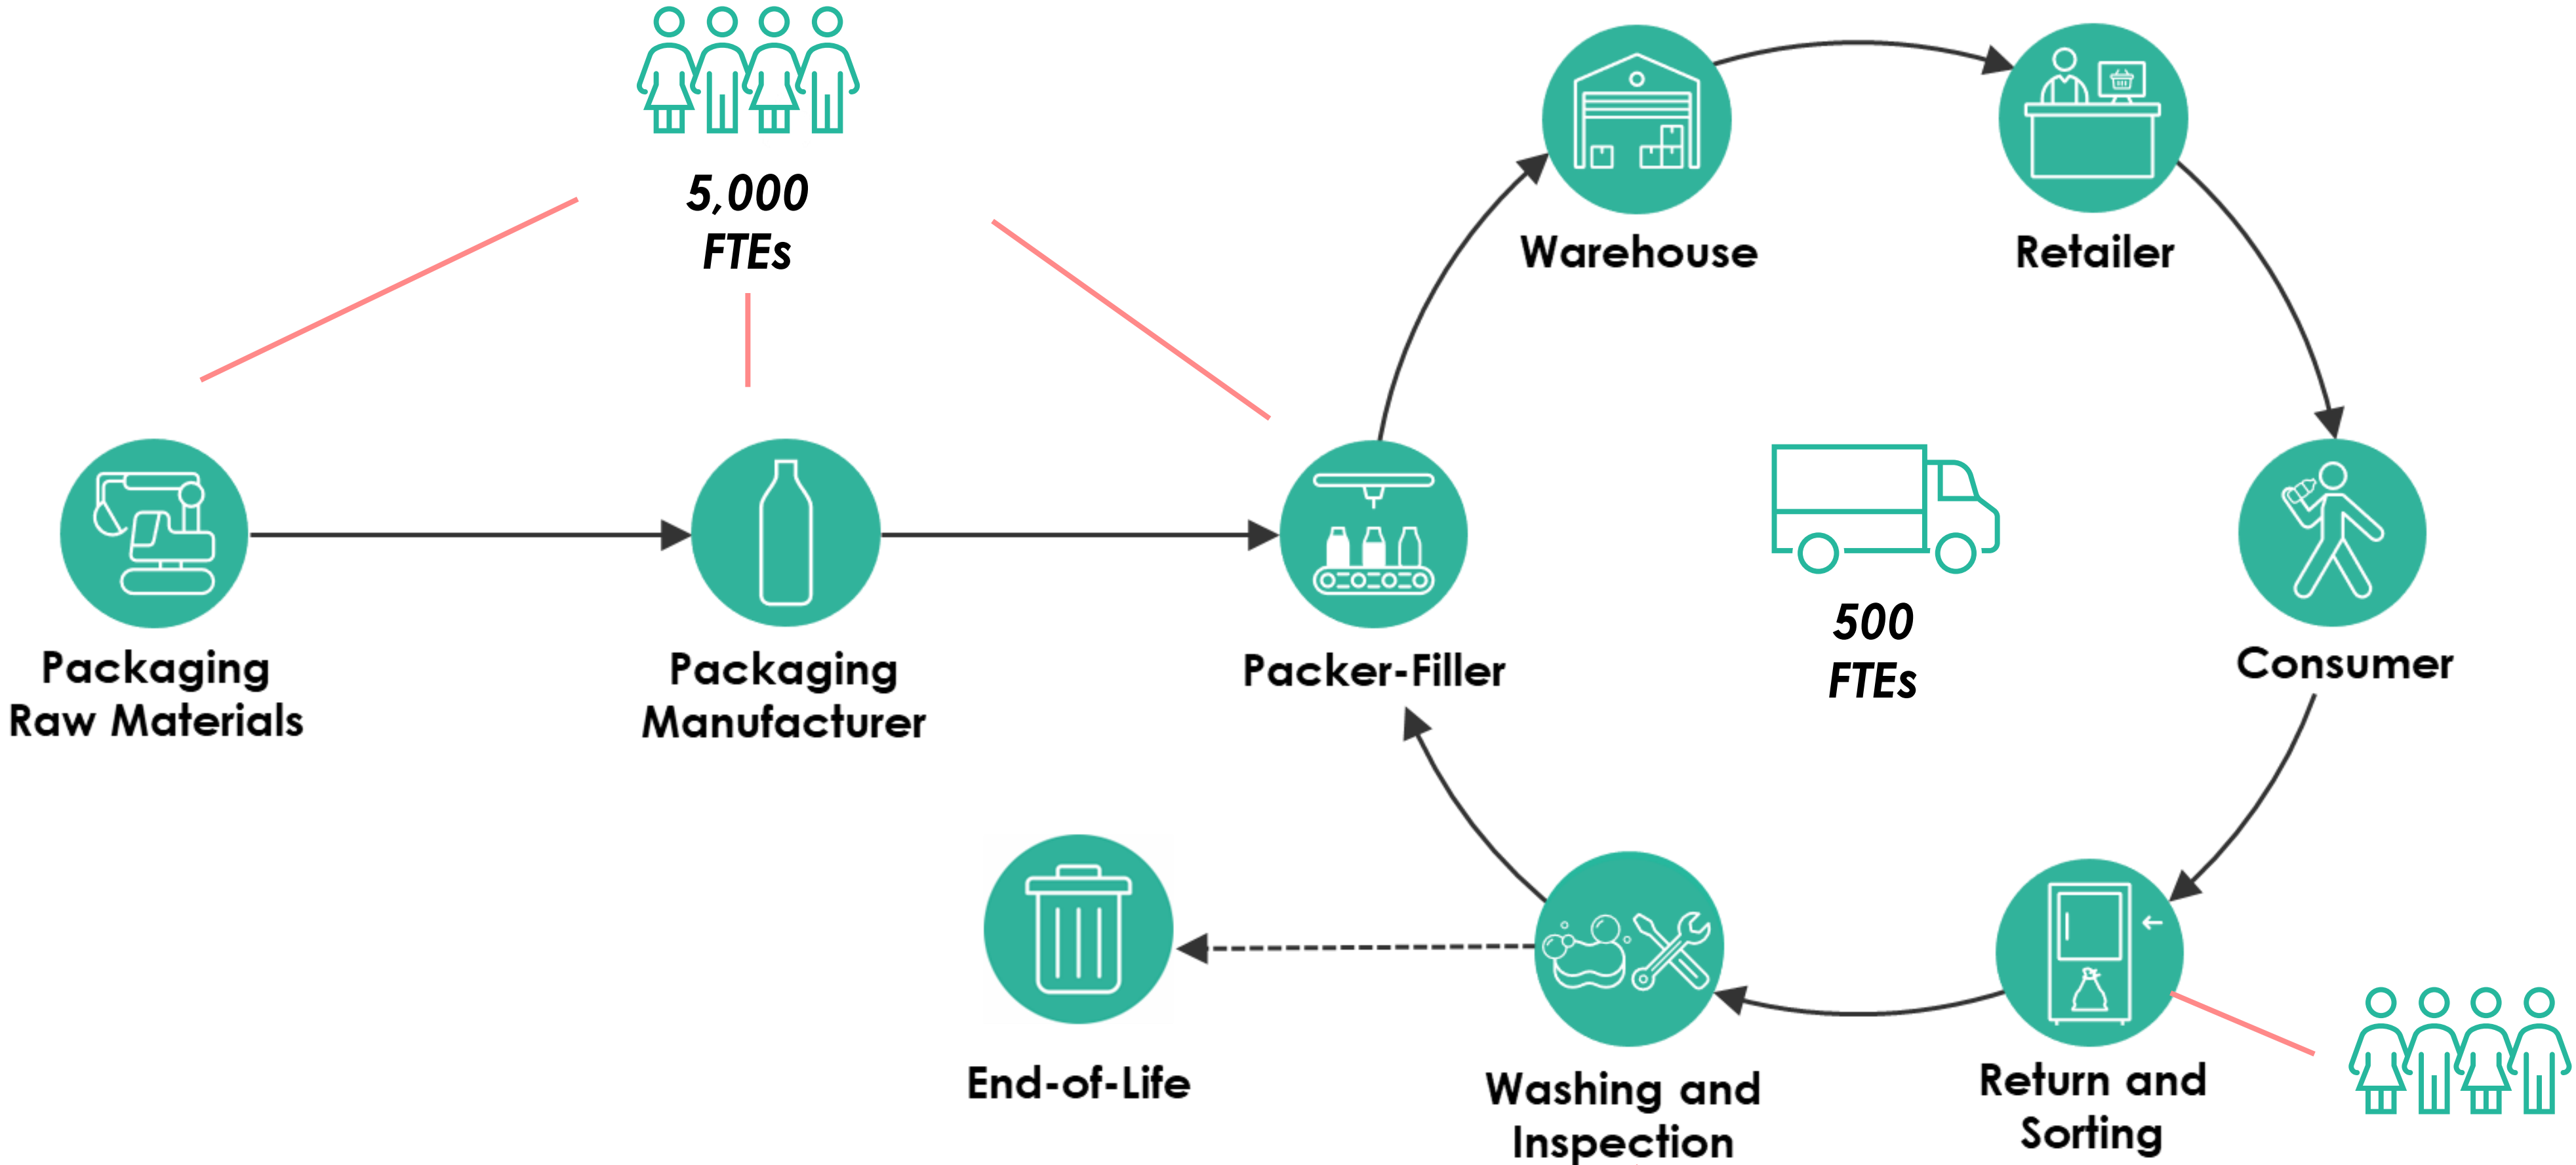 5,000
FTEs
Warehouse
Retailer
Packaging
Raw Materials
Packaging
Manufacturer
Packer-Filler
500
FTEs
Consumer
End-of-Life
Washing and
Inspection
Return and
Sorting